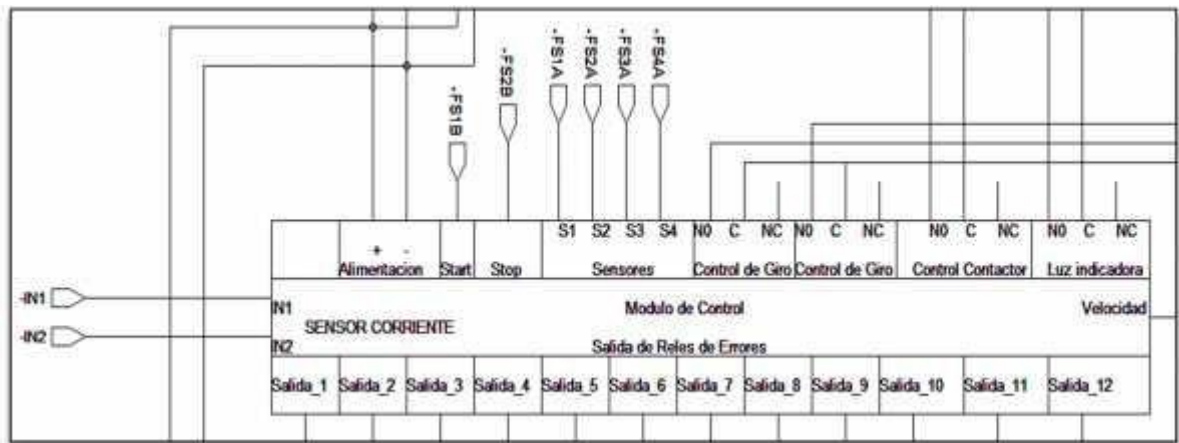 -FS1B
-FS2B
-FS1A
-FS2A
-FS3A
-FS4A
S1 S2 S3 S4 N0 C NC N0 C NC N0 C NC N0 C NC
+ -
Alimentacion Start Stop Sensores Control de Giro Control de Giro Control Contactor Luz indicadora
-IN1
IN1 Modulo de Control Velocidad
SENSOR CORRIENTE
-IN2
IN2 Salida de Reles de Errores
Salida_1 Salida_2 Salida_3 Salida_4 Salida_5 Salida_6 Salida_7 Salida_8 Salida_9 Salida_10 Salida_11 Salida_12